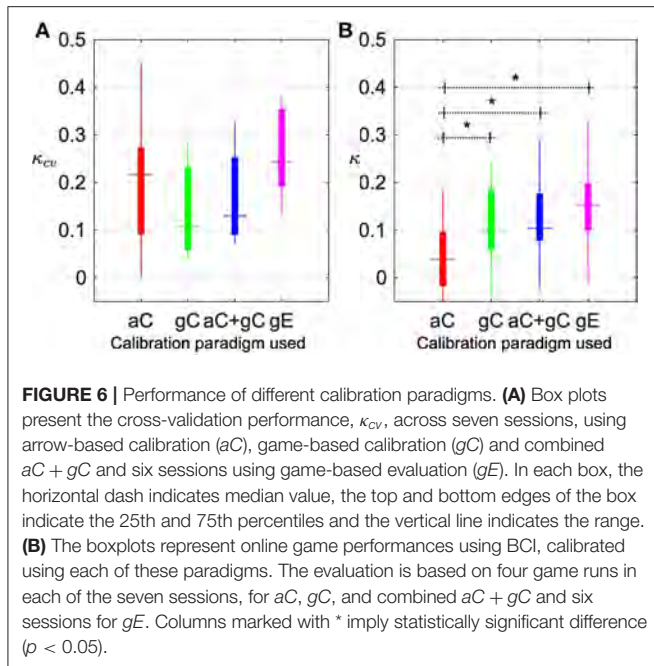 A
B
0.5
0.4
0.3
κcv
0.2
0.1
0
aC gC aC+gC gE
Calibration paradigm used
0.5
0.4
0.3
κ
0.2
0.1
0
*
*
*
aC gC aC+gC gE
Calibration paradigm used
FIGURE 6 | Performance of different calibration paradigms. (A) Box plots
present the cross-validation performance, κcv, across seven sessions, using
arrow-based calibration (aC), game-based calibration (gC) and combined
aC + gC and six sessions using game-based evaluation (gE). In each box, the
horizontal dash indicates median value, the top and bottom edges of the box
indicate the 25th and 75th percentiles and the vertical line indicates the range.
(B) The boxplots represent online game performances using BCI, calibrated
using each of these paradigms. The evaluation is based on four game runs in
each of the seven sessions, for aC, gC, and combined aC + gC and six
sessions for gE. Columns marked with * imply statistically significant difference
(p < 0.05).